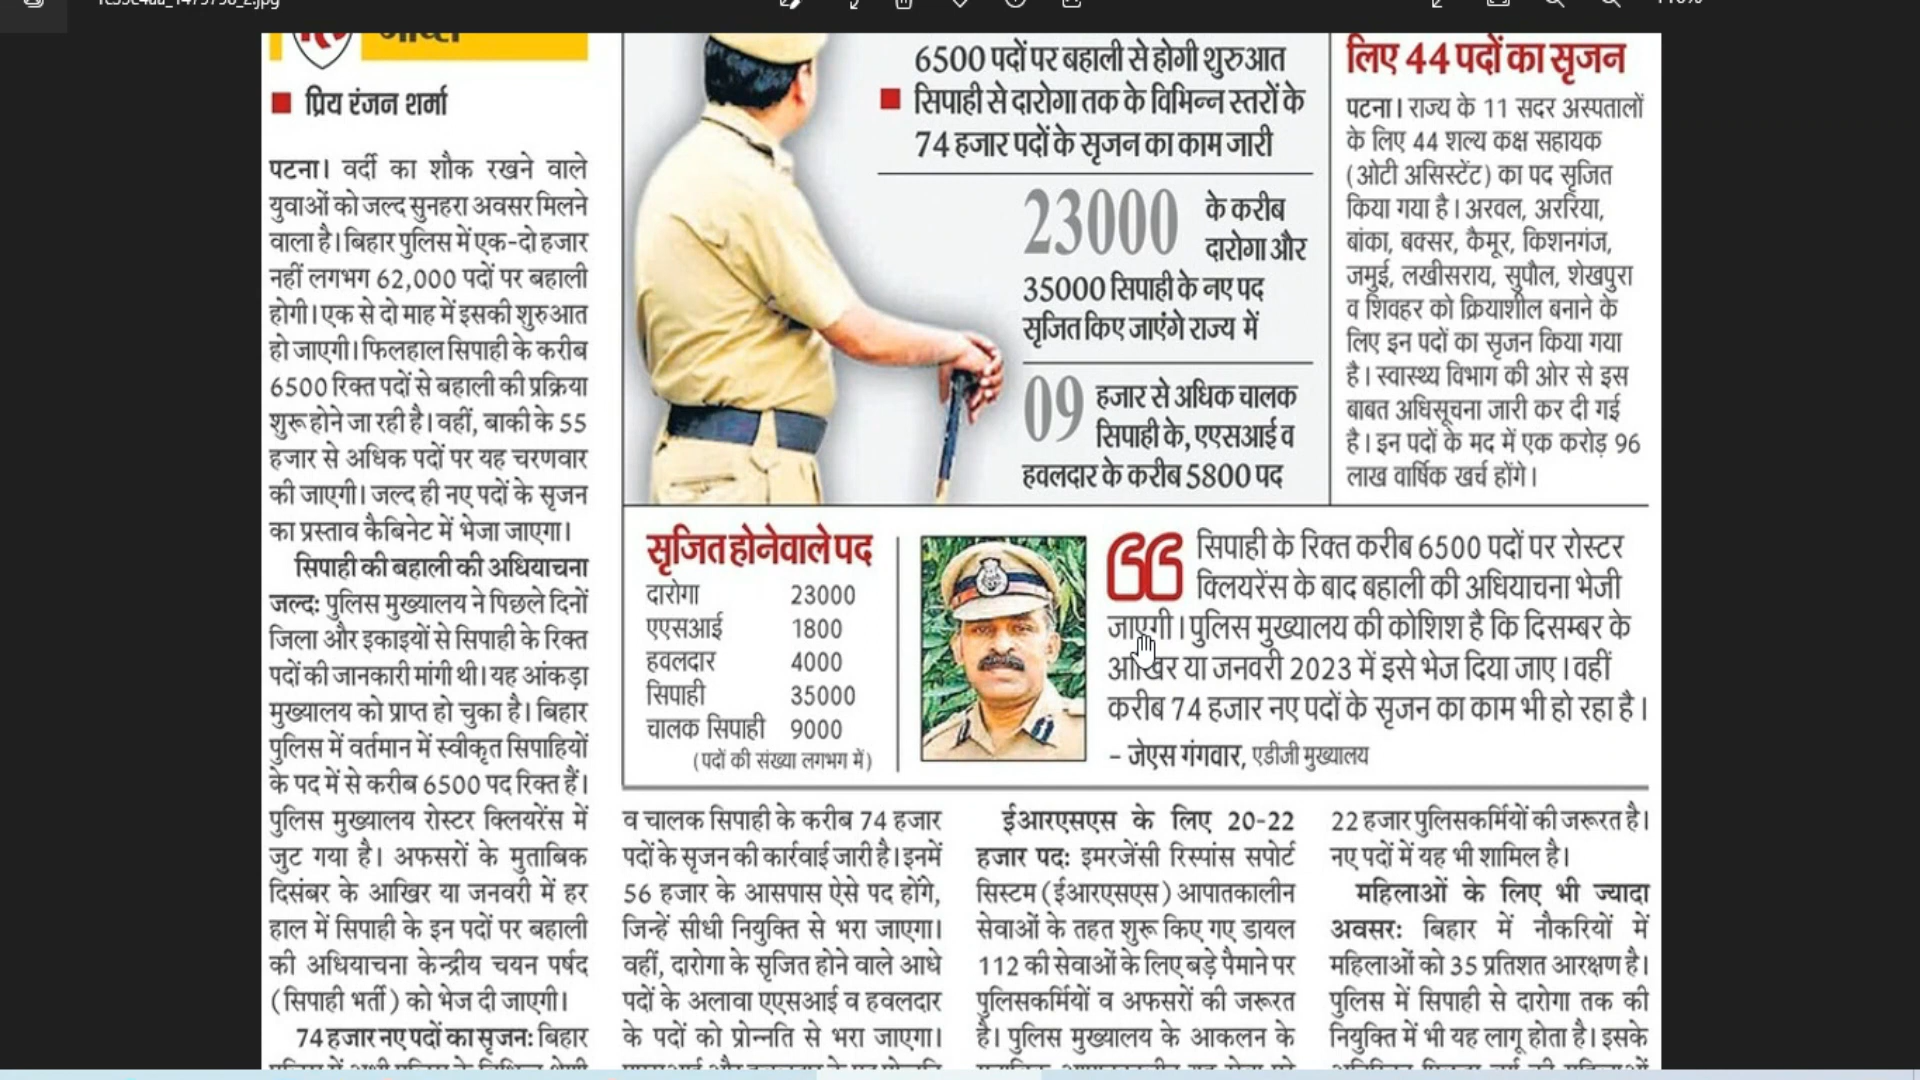 प्रिय रंजन शर्मा
पटना। वर्दी का शौक रखने वाले
युवाओं को जल्द सुनहरा अवसर मिलने
वाला है। बिहार पुलिस में एक-दो हजार
नहीं लगभग 62,000 पदों पर बहाली
होगी। एक से दो माह में इसकी शुरुआत
हो जाएगी। फिलहाल सिपाही के करीब
6500 रिक्त पदों से बहाली की प्रक्रिया
शुरू होने जा रही है। वहीं, बाकी के 55
हजार से अधिक पदों पर यह चरणवार
की जाएगी। जल्द ही नए पदों के सृजन
का प्रस्ताव कैबिनेट में भेजा जाएगा।
सिपाही की बहाली की अधियाचना
जल्द: पुलिस मुख्यालय ने पिछले दिनों
जिला और इकाइयों से सिपाही के रिक्त
पदों की जानकारी मांगी थी। यह आंकड़ा
मुख्यालय को प्राप्त हो चुका है। बिहार
पुलिस में वर्तमान में स्वीकृत सिपाहियों
के पद में से करीब 6500 पद रिक्त हैं।
पुलिस मुख्यालय रोस्टर क्लियरेंस में
जुट गया है। अफसरों के मुताबिक
दिसंबर के आखिर या जनवरी में हर
हाल में सिपाही के इन पदों पर बहाली
की अधियाचना केन्द्रीय चयन पर्षद
(सिपाही भर्ती) को भेज दी जाएगी।
74 हजार नए पदों का सृजन: बिहार
6500 पदों पर बहाली से होगी शुरुआत
सिपाही से दारोगा तक के विभिन्न स्तरों के
74 हजार पदों के सृजन का काम जारी
23000 के करीब
दारोगा और
35000 सिपाही के नए पद
सृजित किए जाएंगे राज्य में
09 हजार से अधिक चालक
सिपाही के, एएसआई व
हवलदार के करीब 5800 पद
लिए 44 पदों का सृजन
पटना। राज्य के 11 सदर अस्पतालों
के लिए 44 शल्य कक्ष सहायक
(ओटी असिस्टेंट) का पद सृजित
किया गया है। अरवल, अररिया,
बांका, बक्सर, कैमूर, किशनगंज,
जमुई, लखीसराय, सुपौल, शेखपुरा
व शिवहर को क्रियाशील बनाने के
लिए इन पदों का सृजन किया गया
है। स्वास्थ्य विभाग की ओर से इस
बाबत अधिसूचना जारी कर दी गई
है। इन पदों के मद में एक करोड़ 96
लाख वार्षिक खर्च होंगे।
सृजित होनेवाले पद
दारोगा 23000
एएसआई 1800
हवलदार 4000
सिपाही 35000
चालक सिपाही 9000
(पदों की संख्या लगभग में)
सिपाही के रिक्त करीब 6500 पदों पर रोस्टर
क्लियरेंस के बाद बहाली की अधियाचना भेजी
जाएगी। पुलिस मुख्यालय की कोशिश है कि दिसम्बर के
आखिर या जनवरी 2023 में इसे भेज दिया जाए। वहीं
करीब 74 हजार नए पदों के सृजन का काम भी हो रहा है।
– जेएस गंगवार, एडीजी मुख्यालय
व चालक सिपाही के करीब 74 हजार
पदों के सृजन की कार्रवाई जारी है। इनमें
56 हजार के आसपास ऐसे पद होंगे,
जिन्हें सीधी नियुक्ति से भरा जाएगा।
वहीं, दारोगा के सृजित होने वाले आधे
पदों के अलावा एएसआई व हवलदार
के पदों को प्रोन्नति से भरा जाएगा।
ईआरएसएस के लिए 20-22
हजार पद: इमरजेंसी रिस्पांस सपोर्ट
सिस्टम (ईआरएसएस) आपातकालीन
सेवाओं के तहत शुरू किए गए डायल
112 की सेवाओं के लिए बड़े पैमाने पर
पुलिसकर्मियों व अफसरों की जरूरत
है। पुलिस मुख्यालय के आकलन के
22 हजार पुलिसकर्मियों की जरूरत है।
नए पदों में यह भी शामिल है।
महिलाओं के लिए भी ज्यादा
अवसर: बिहार में नौकरियों में
महिलाओं को 35 प्रतिशत आरक्षण है।
पुलिस में सिपाही से दारोगा तक की
नियुक्ति में भी यह लागू होता है। इसके